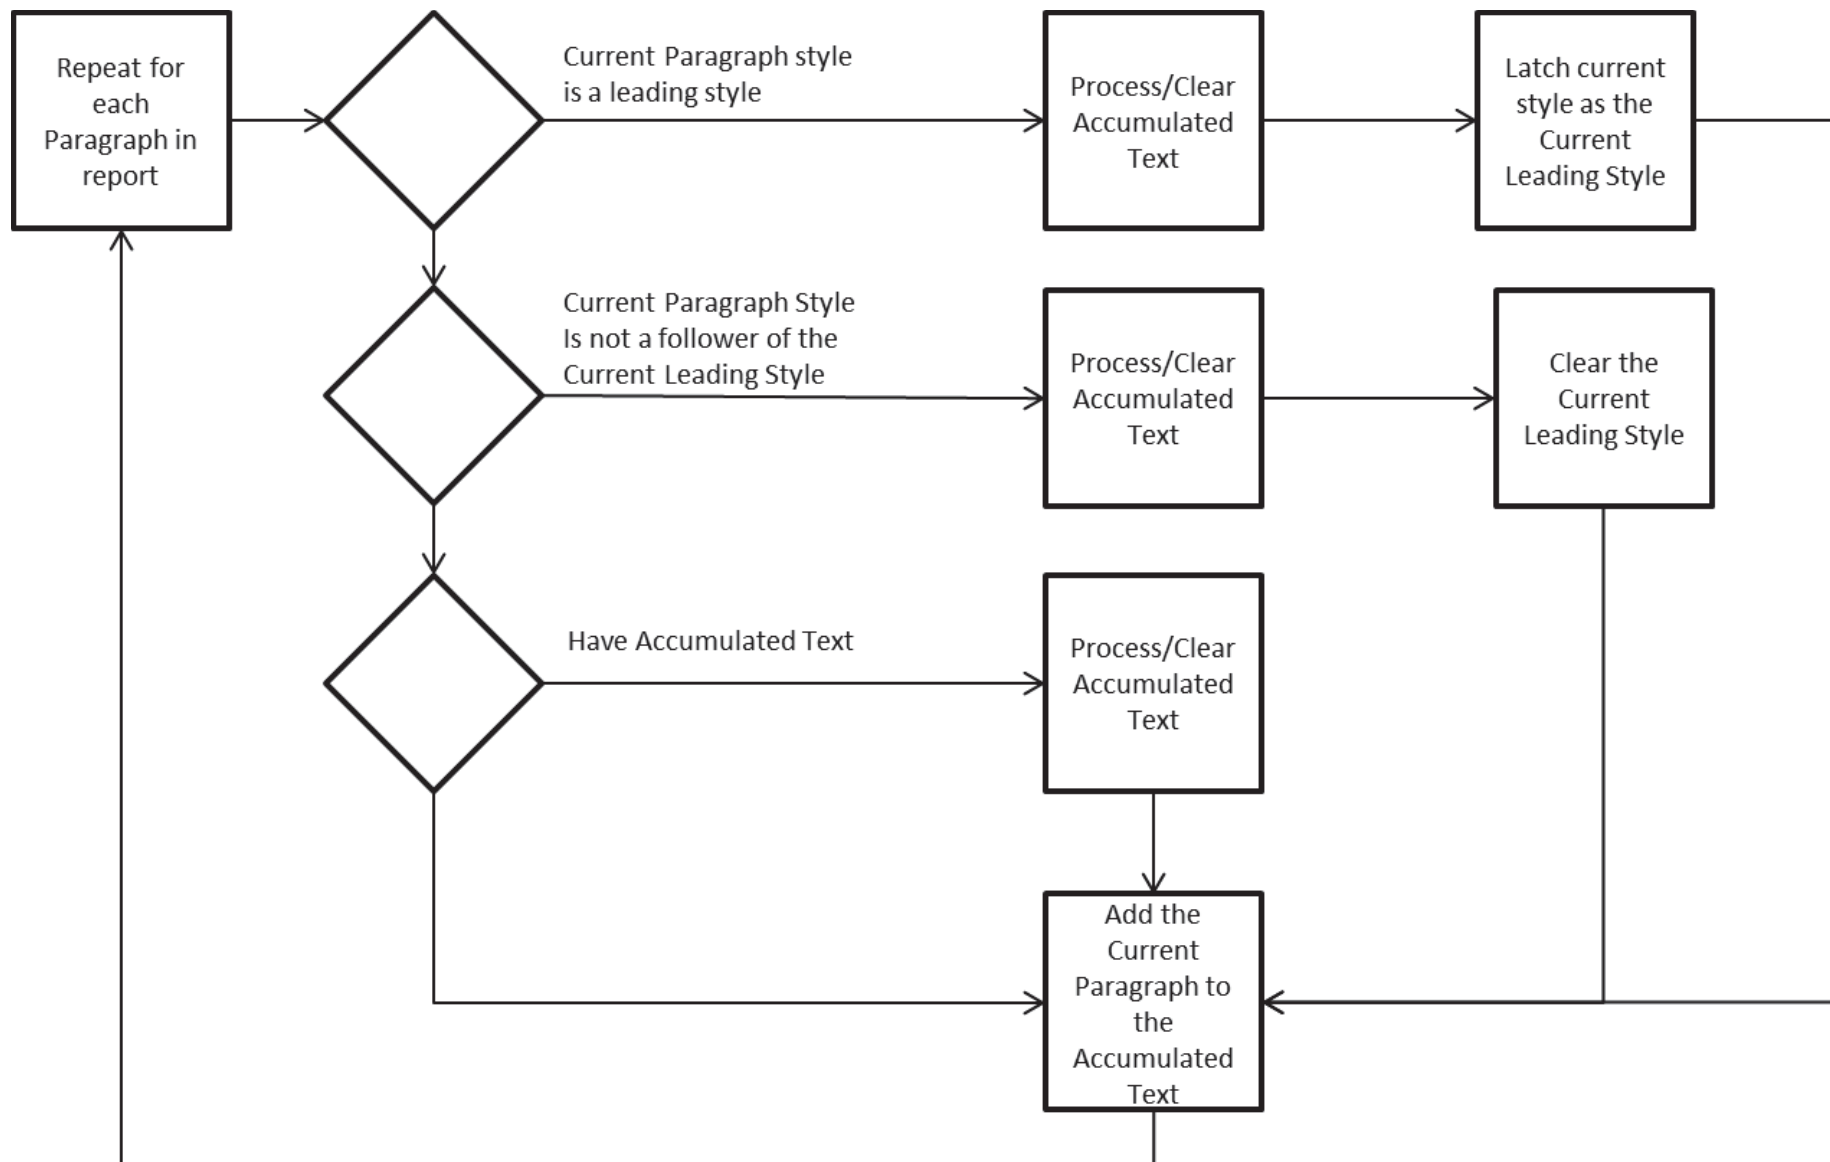 Repeat for
each
Paragraph in
report
Current Paragraph style
is a leading style
Process/Clear
Accumulated
Text
Latch current
style as the
Current
Leading Style
Current Paragraph Style
Is not a follower of the
Current Leading Style
Process/Clear
Accumulated
Text
Clear the
Current
Leading Style
Have Accumulated Text
Process/Clear
Accumulated
Text
Add the
Current
Paragraph to
the
Accumulated
Text